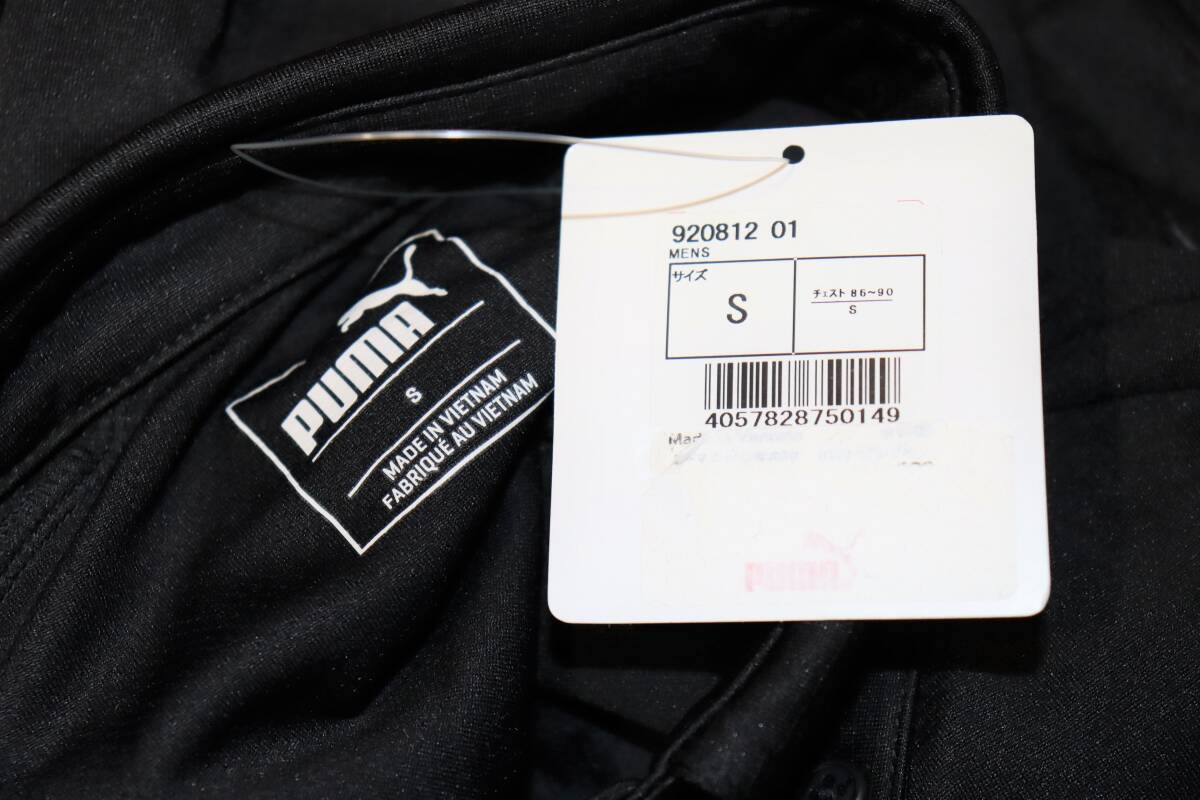 PUMA
S
MADE IN VIETNAM
FABRIQUÉ AU VIETNAM
920812 01
MENS
サイズ
S
チェスト 86~90
S
4057828750149